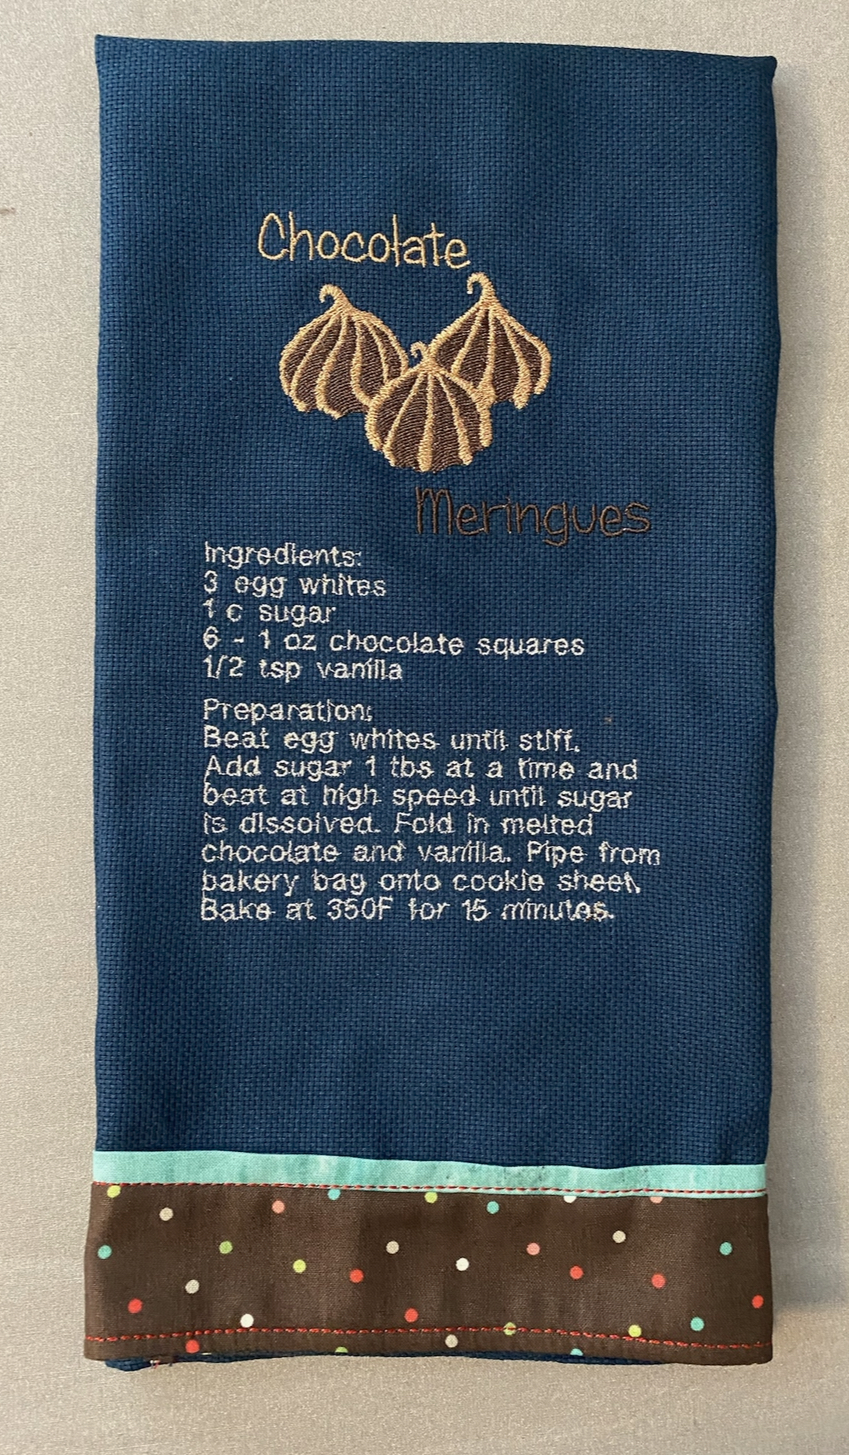 Chocolate
Meringues
Ingredients:
3 egg whites
1 c sugar
6 - 1 oz chocolate squares
1/2 tsp vanilla
Preparation:
Beat egg whites until stiff.
Add sugar 1 tbs at a time and
beat at high speed until sugar
is dissolved. Fold in melted
chocolate and vanilla. Pipe from
bakery bag onto cookie sheet.
Bake at 350F for 15 minutes.